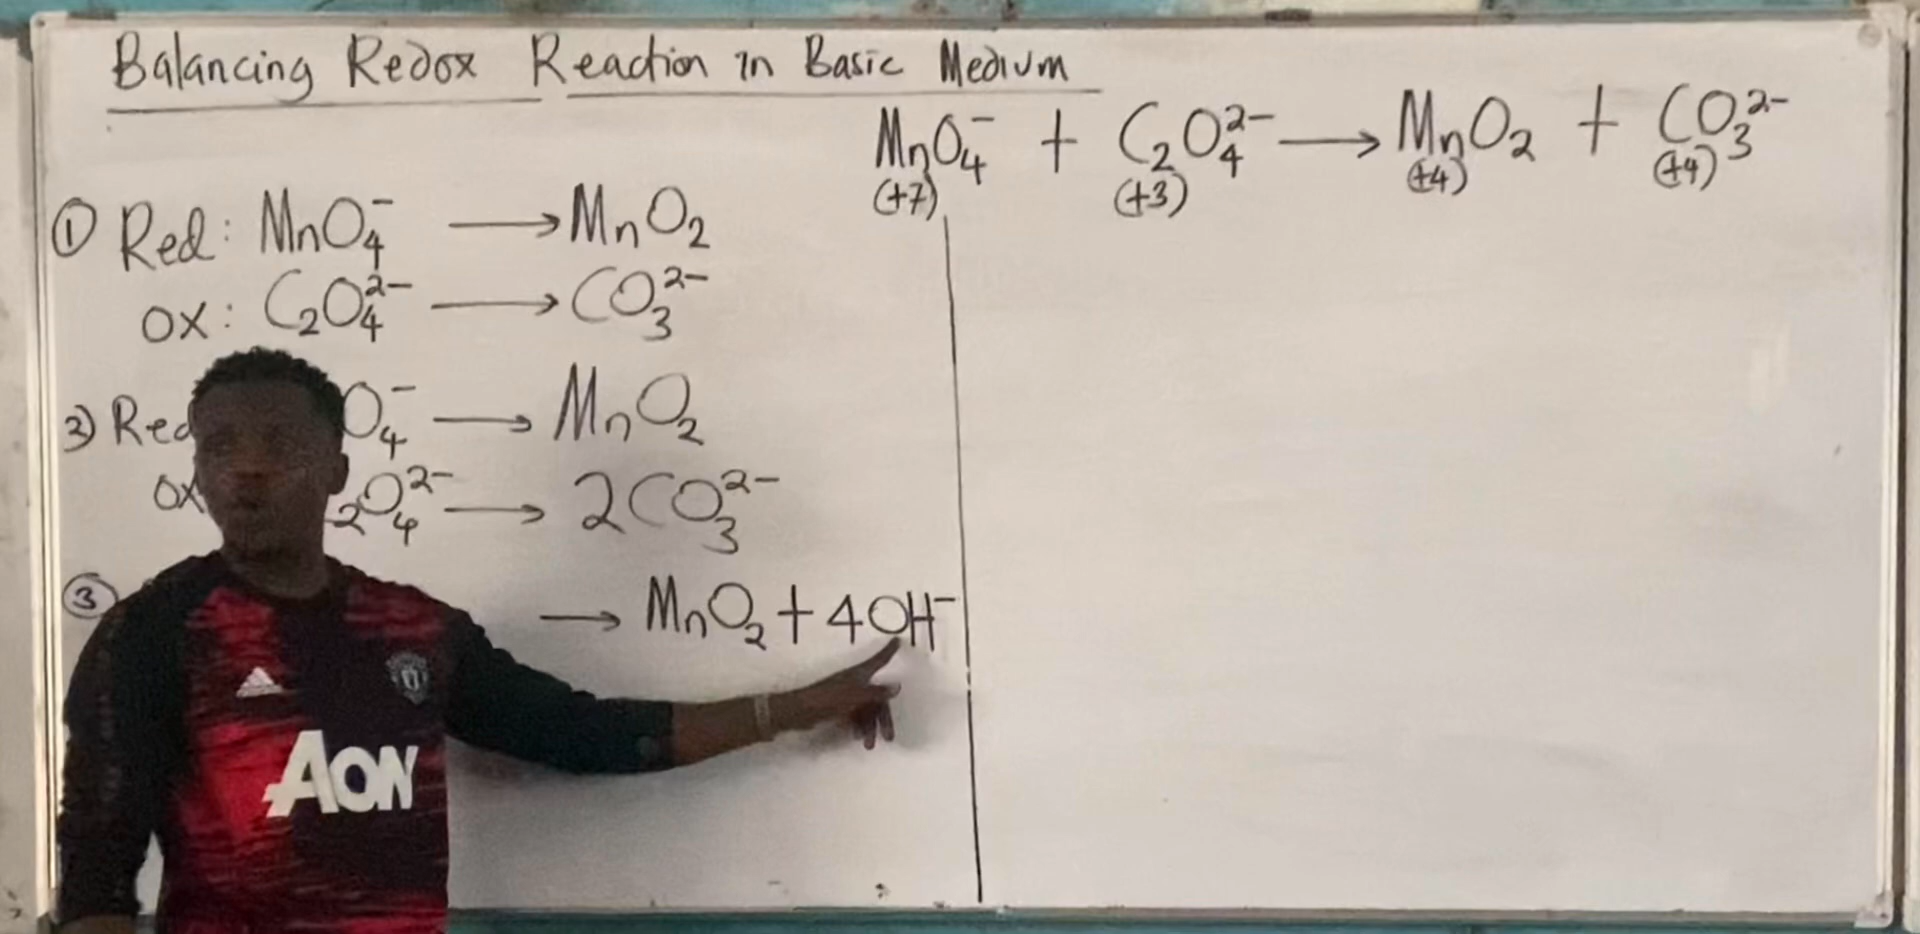 Balancing Redox Reaction in Basic Medium
MnO₄⁻ + C₂O₄²⁻ → MnO₂ + CO₃²⁻
(+7) (+3) (+4) (+4)
① Red: MnO₄⁻ → MnO₂
OX: C₂O₄²⁻ → CO₃²⁻
2) Red O₄⁻ → MnO₂
OX ₂O₄²⁻ → 2CO₃²⁻
③ → MnO₂ + 4OH⁻
AON